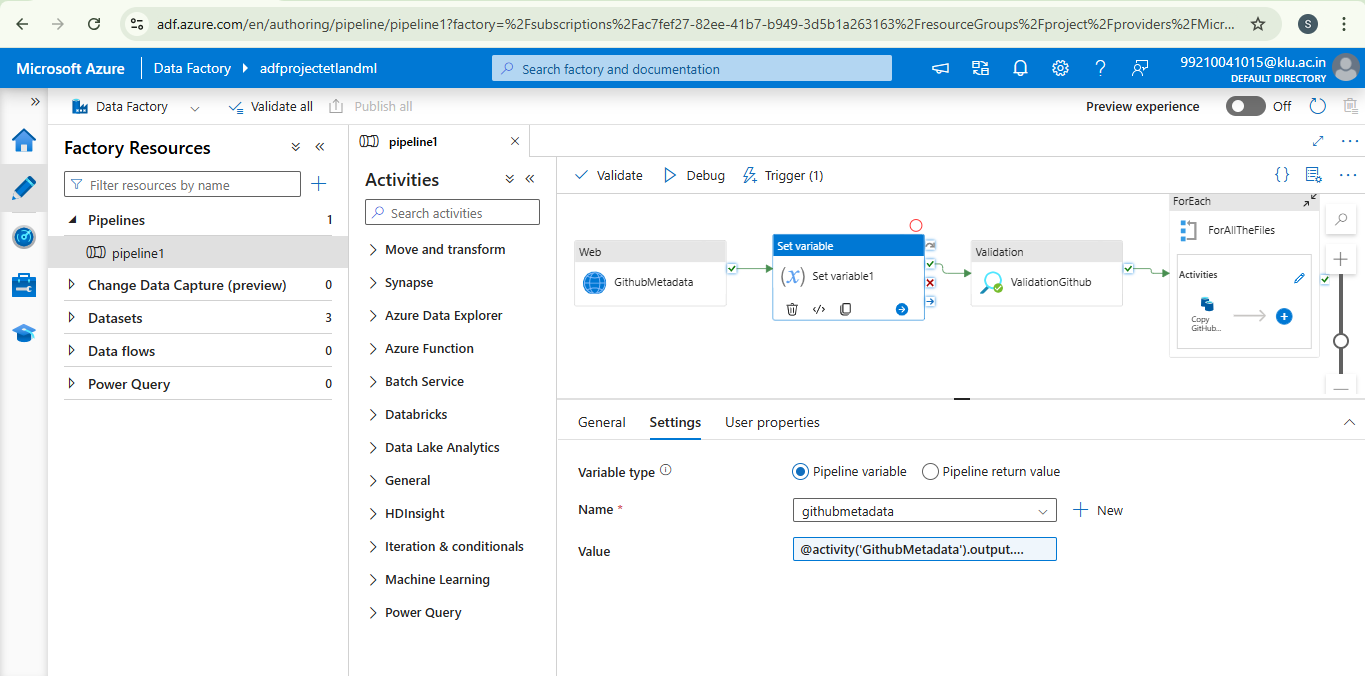 adf.azure.com/en/authoring/pipeline/pipeline1?factory=%2Fsubscriptions%2Fac7fef27-82ee-41b7-b949-3d5b1a263163%2FresourceGroups%2Fproject%2Fproviders%2FMicr...
S
Microsoft Azure
Data Factory
adfprojectetlandml
Search factory and documentation
99210041015@klu.ac.in
DEFAULT DIRECTORY
Data Factory
Validate all
Publish all
Preview experience
Off
Factory Resources
Filter resources by name
Pipelines 1
pipeline1
Change Data Capture (preview) 0
Datasets 3
Data flows 0
Power Query 0
pipeline1
Activities
Search activities
Move and transform
Synapse
Azure Data Explorer
Azure Function
Batch Service
Databricks
Data Lake Analytics
General
HDInsight
Iteration & conditionals
Machine Learning
Power Query
Validate
Debug
Trigger (1)
Web
GithubMetadata
Set variable
(x) Set variable1
Validation
ValidationGithub
ForEach
ForAllTheFiles
Activities
Copy
GitHub...
General
Settings
User properties
Variable type
Pipeline variable
Pipeline return value
Name *
githubmetadata
New
Value
@activity('GithubMetadata').output....